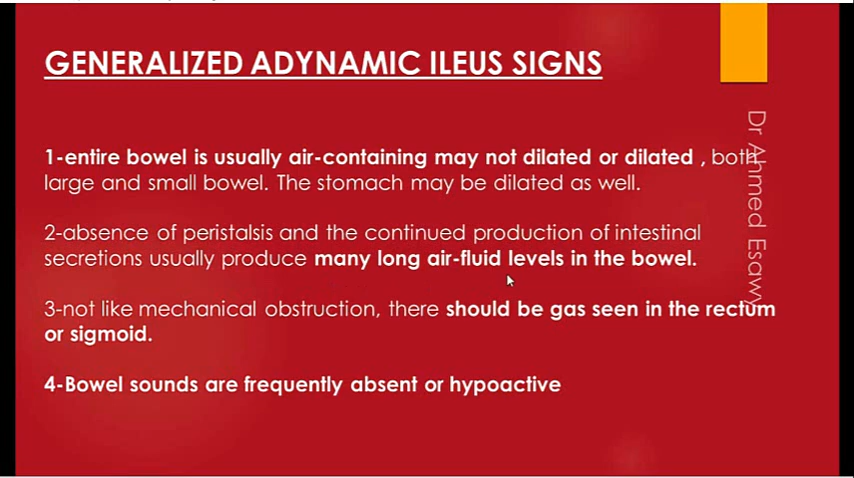 GENERALIZED ADYNAMIC ILEUS SIGNS
1-entire bowel is usually air-containing may not dilated or dilated , both
large and small bowel. The stomach may be dilated as well.
2-absence of peristalsis and the continued production of intestinal
secretions usually produce many long air-fluid levels in the bowel.
3-not like mechanical obstruction, there should be gas seen in the rectum
or sigmoid.
4-Bowel sounds are frequently absent or hypoactive
Dr Ahmed Esawy